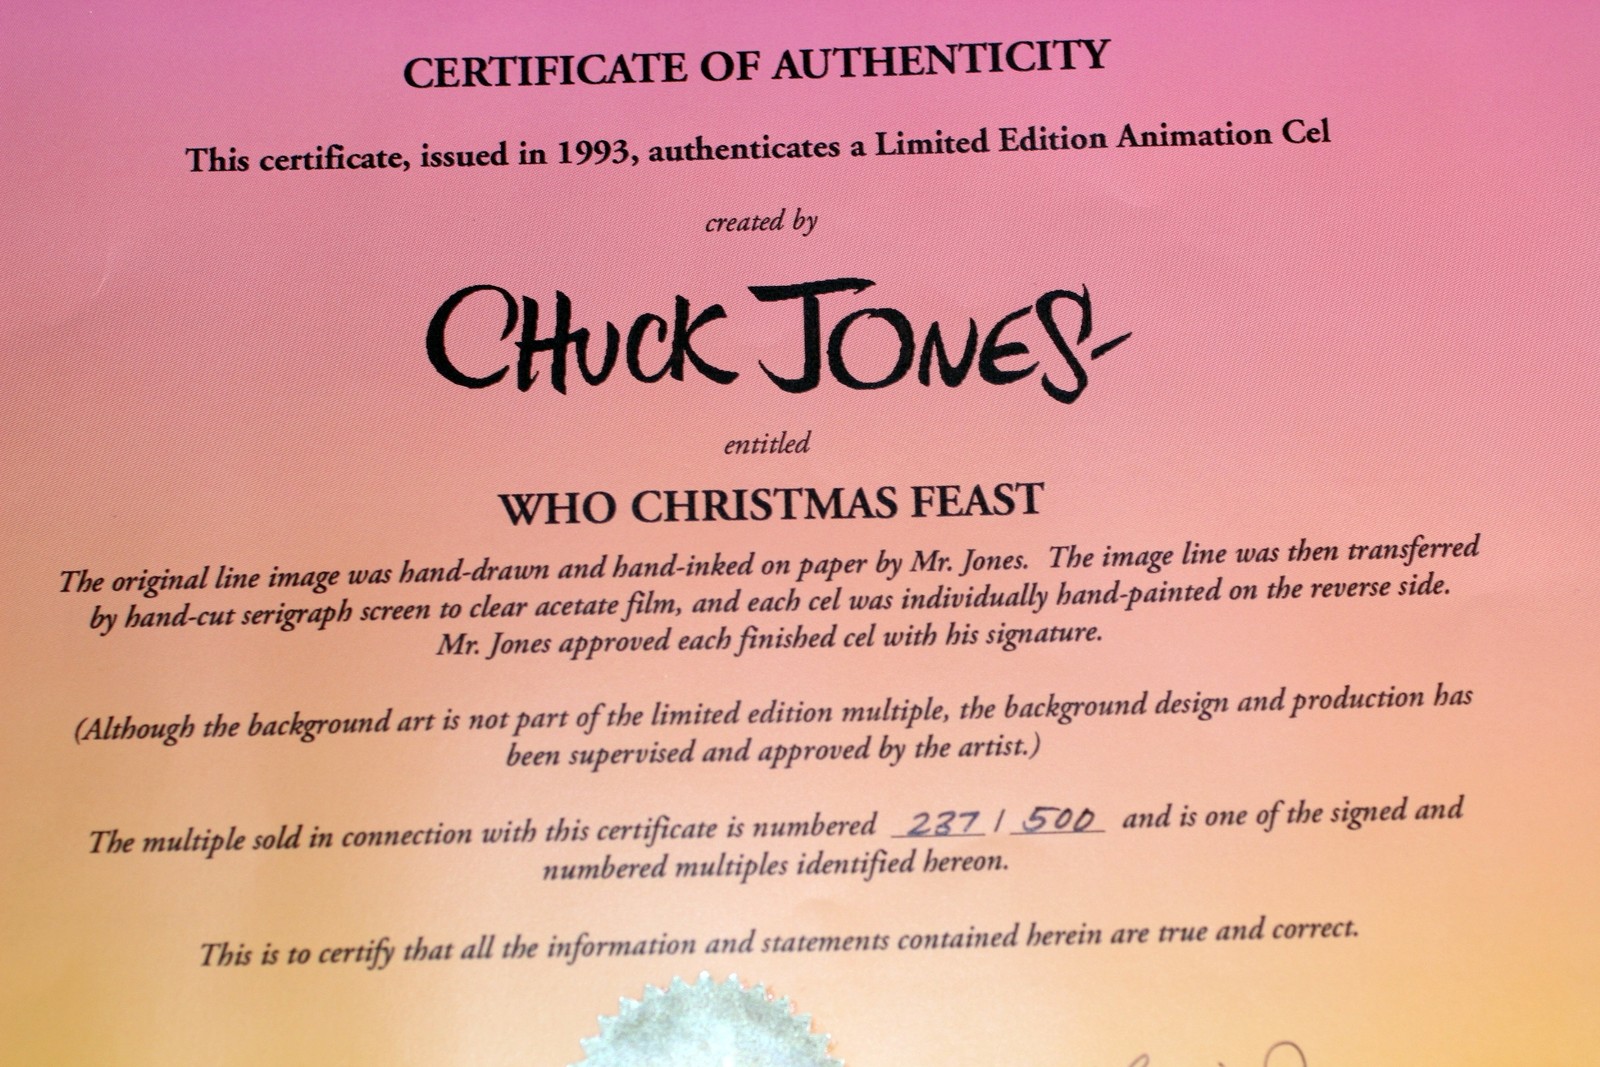 CERTIFICATE OF AUTHENTICITY
This certificate, issued in 1993, authenticates a Limited Edition Animation Cel
created by
CHUCK JONES
entitled
WHO CHRISTMAS FEAST
The original line image was hand-drawn and hand-inked on paper by Mr. Jones. The image line was then transferred
by hand-cut serigraph screen to clear acetate film, and each cel was individually hand-painted on the reverse side.
Mr. Jones approved each finished cel with his signature.
(Although the background art is not part of the limited edition multiple, the background design and production has
been supervised and approved by the artist.)
The multiple sold in connection with this certificate is numbered 237 / 500 and is one of the signed and
numbered multiples identified hereon.
This is to certify that all the information and statements contained herein are true and correct.